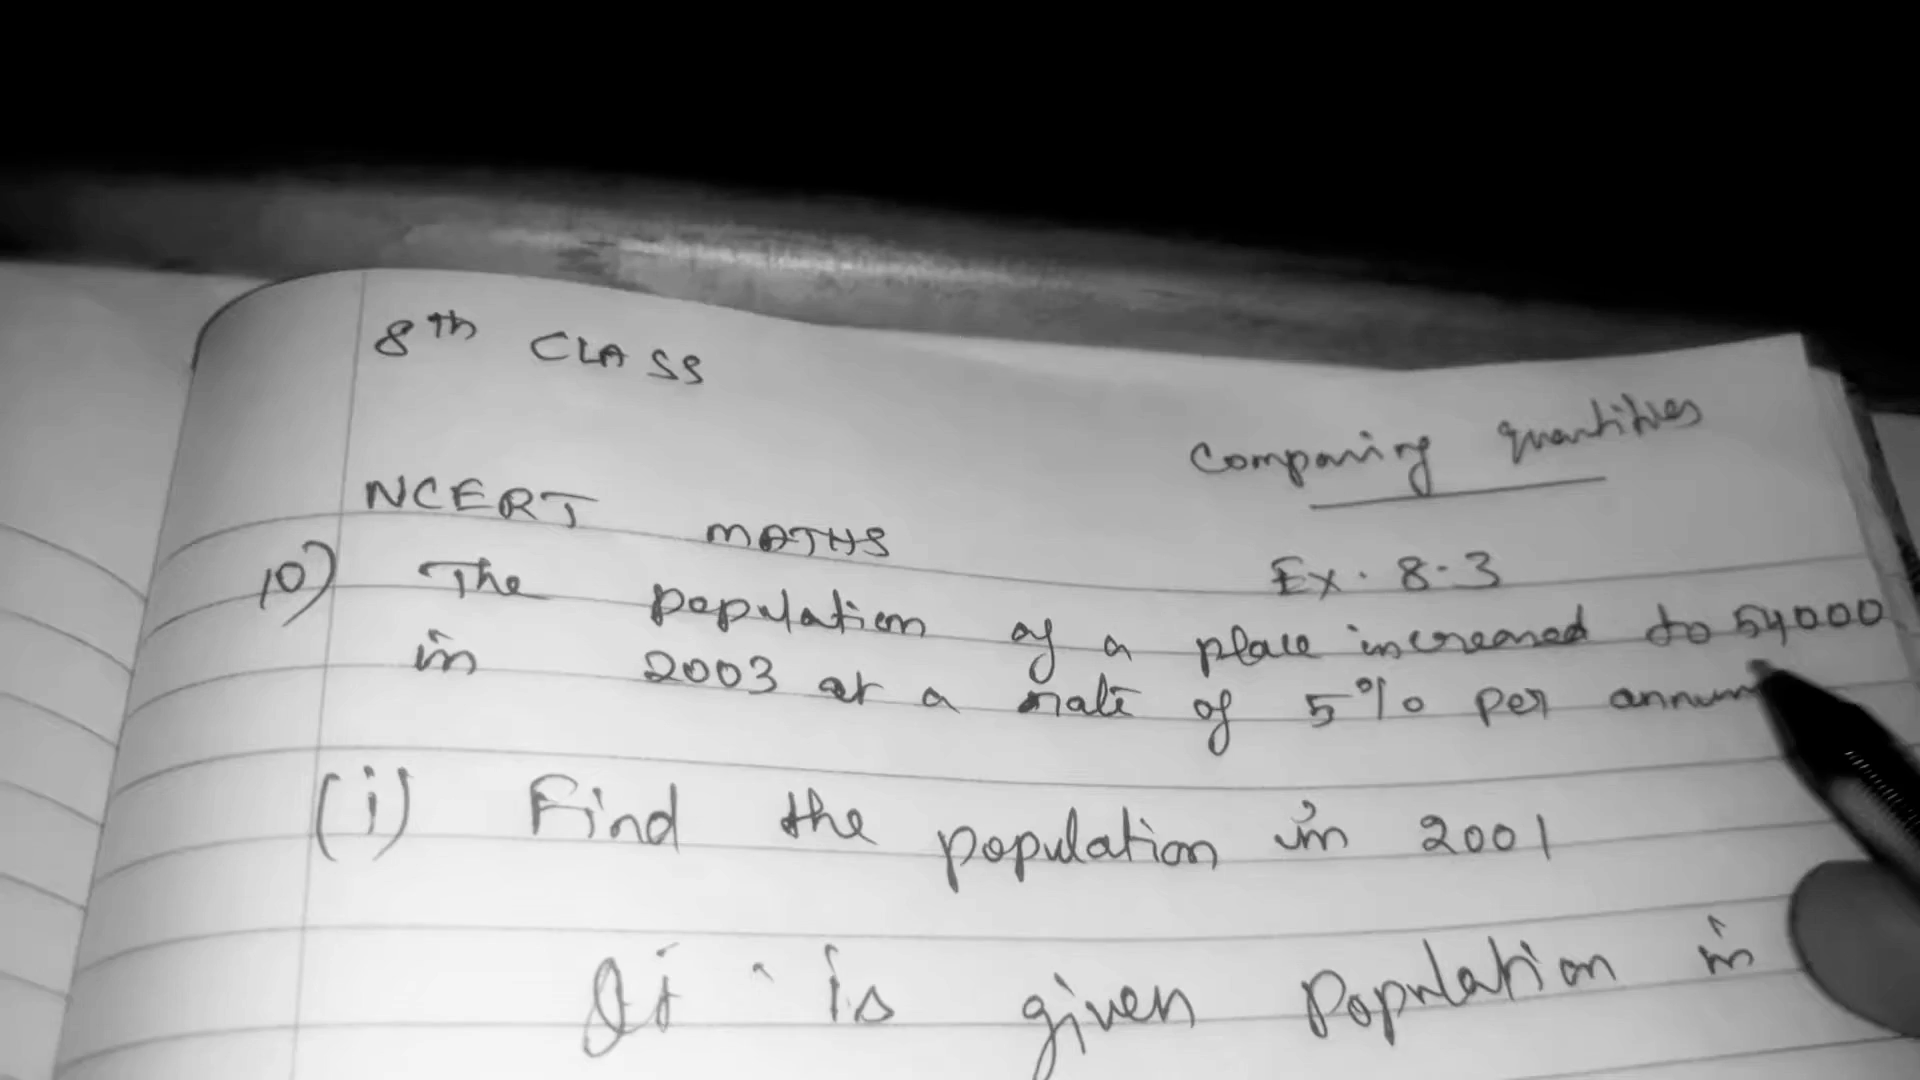 8th CLASS
Comparing quantities
NCERT MATHS
Ex. 8.3
10) The population of a place increased to 54000
in 2003 at a rate of 5% per annum
(i) Find the population in 2001
It is given Population in